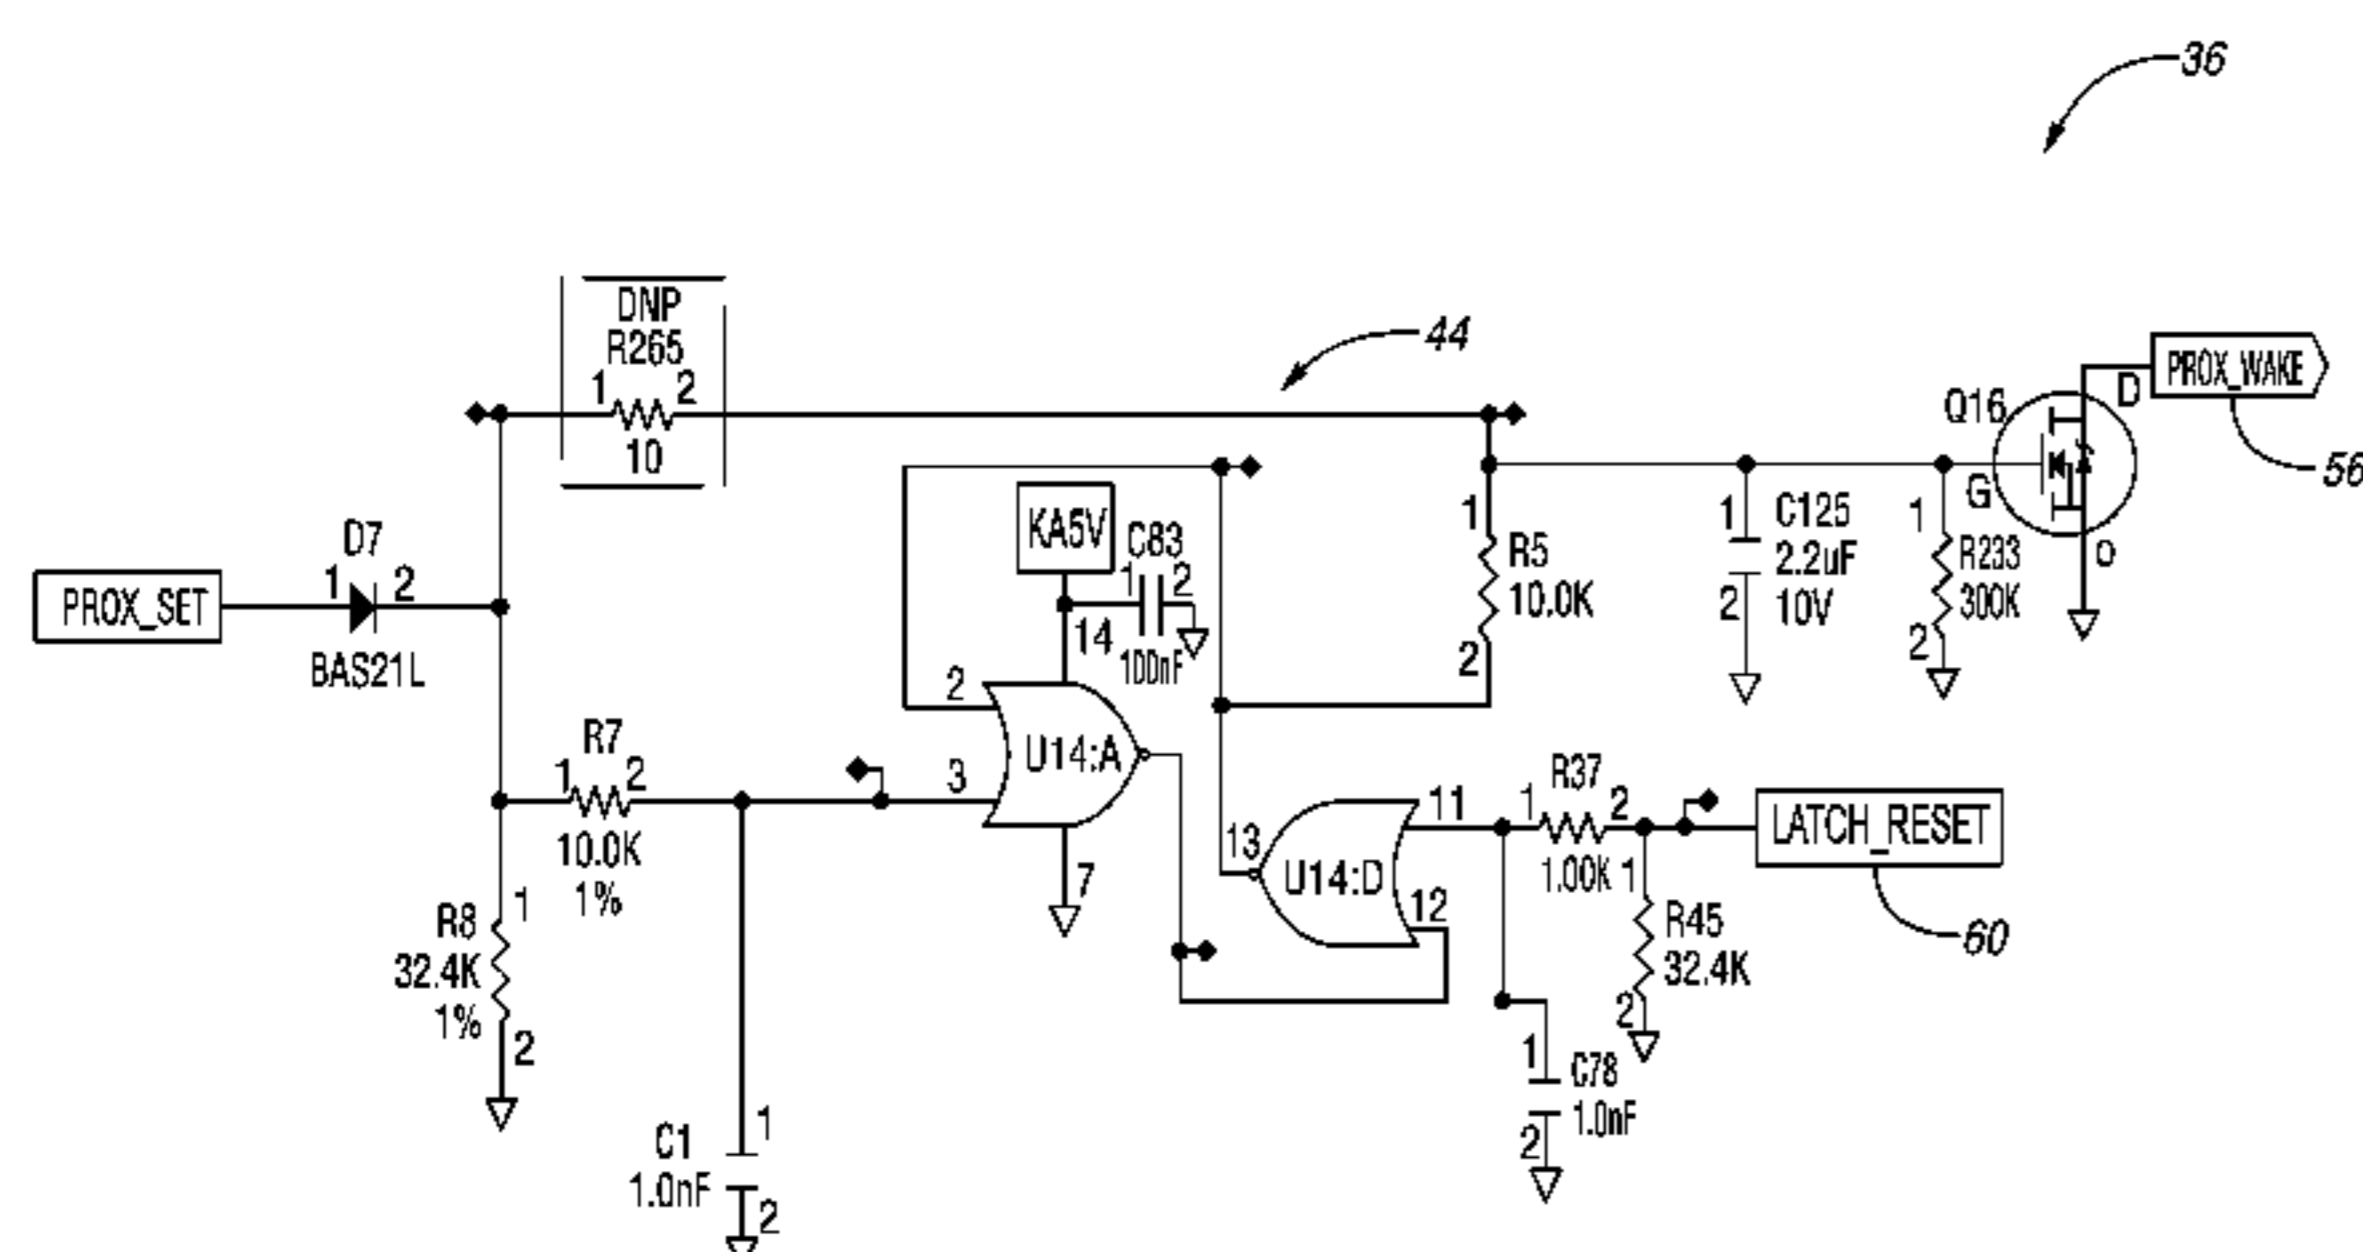 36
DNP
R265
1 2
10
44
PROX_WAKE
D
Q16
G
O
56
KA5V
C83
1 2
14
100nF
1
R5
10.0K
2
1
C125
2.2uF
10V
2
1
R233
300K
2
D7
1 2
BAS21L
PROX_SET
2
3
U14:A
7
R7
1 2
10.0K
1%
1
R8
32.4K
1%
2
C1
1.0nF
1
2
13
U14:D
11
12
R37
1 2
1.00K
LATCH_RESET
60
1
R45
32.4K
2
1
C78
1.0nF
2